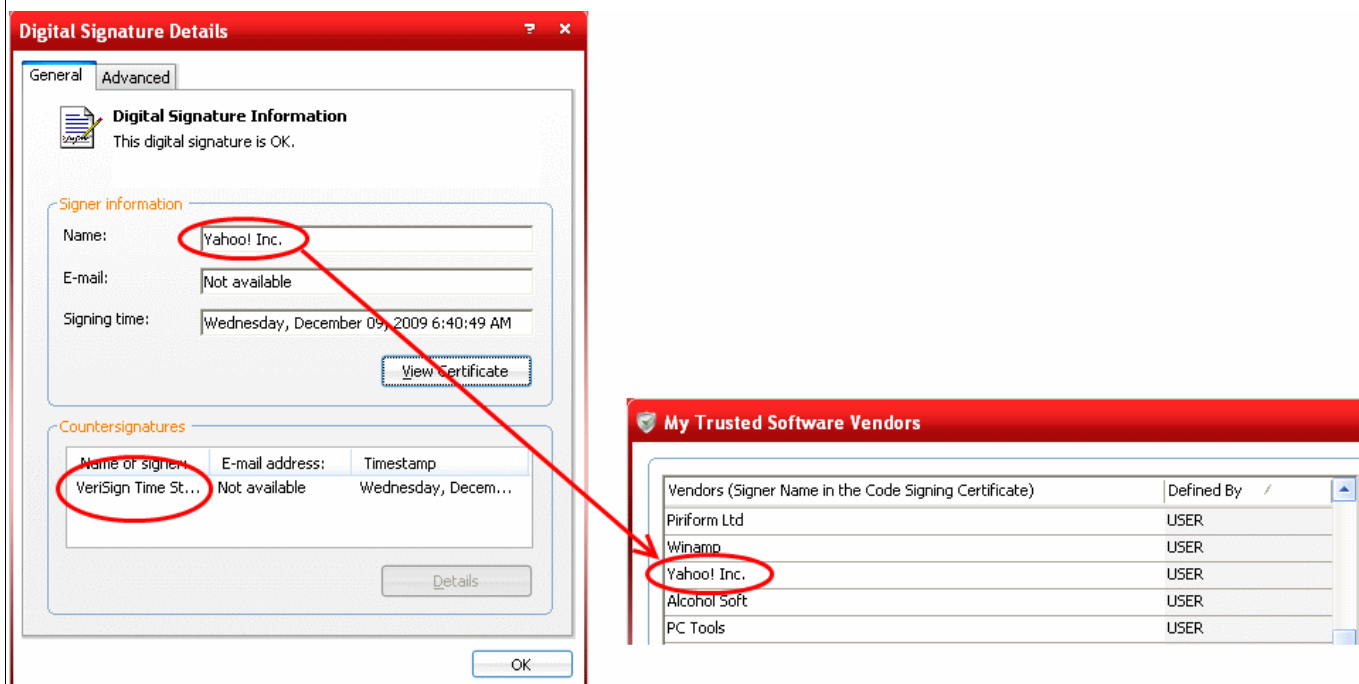 Digital Signature Details
General Advanced
Digital Signature Information
This digital signature is OK.
Signer information
Name: Yahoo! Inc.
E-mail: Not available
Signing time: Wednesday, December 09, 2009 6:40:49 AM
View Certificate
Countersignatures
Name of signer: E-mail address: Timestamp
VeriSign Time St... Not available Wednesday, Decem...
Details
OK
My Trusted Software Vendors
Vendors (Signer Name in the Code Signing Certificate) Defined By
Piriform Ltd USER
Winamp USER
Yahoo! Inc. USER
Alcohol Soft USER
PC Tools USER